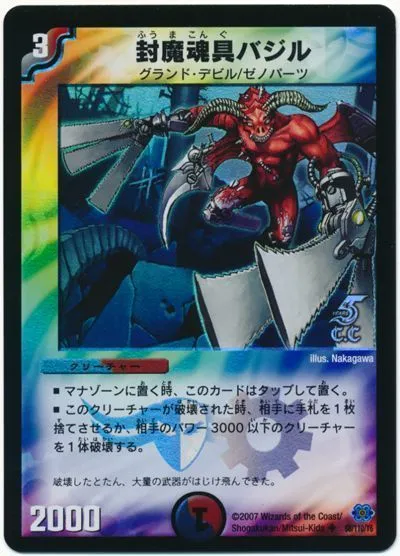 3
ふうまこんぐ
封魔魂具バジル
グランド・デビル/ゼノパーツ
5
YEARS
C.C
illus. Nakagawa
クリーチャー
■ マナゾーンに置く時、このカードはタップして置く。
■ このクリーチャーが破壊された時、相手に手札を1枚
捨てさせるか、相手のパワー3000以下のクリーチャー
を1体破壊する。
破壊したとたん、大量の武器がはじけ飛んできた。
2000
©2007 Wizards of the Coast/
Shogakukan/Mitsui-Kids
68/110/Y6